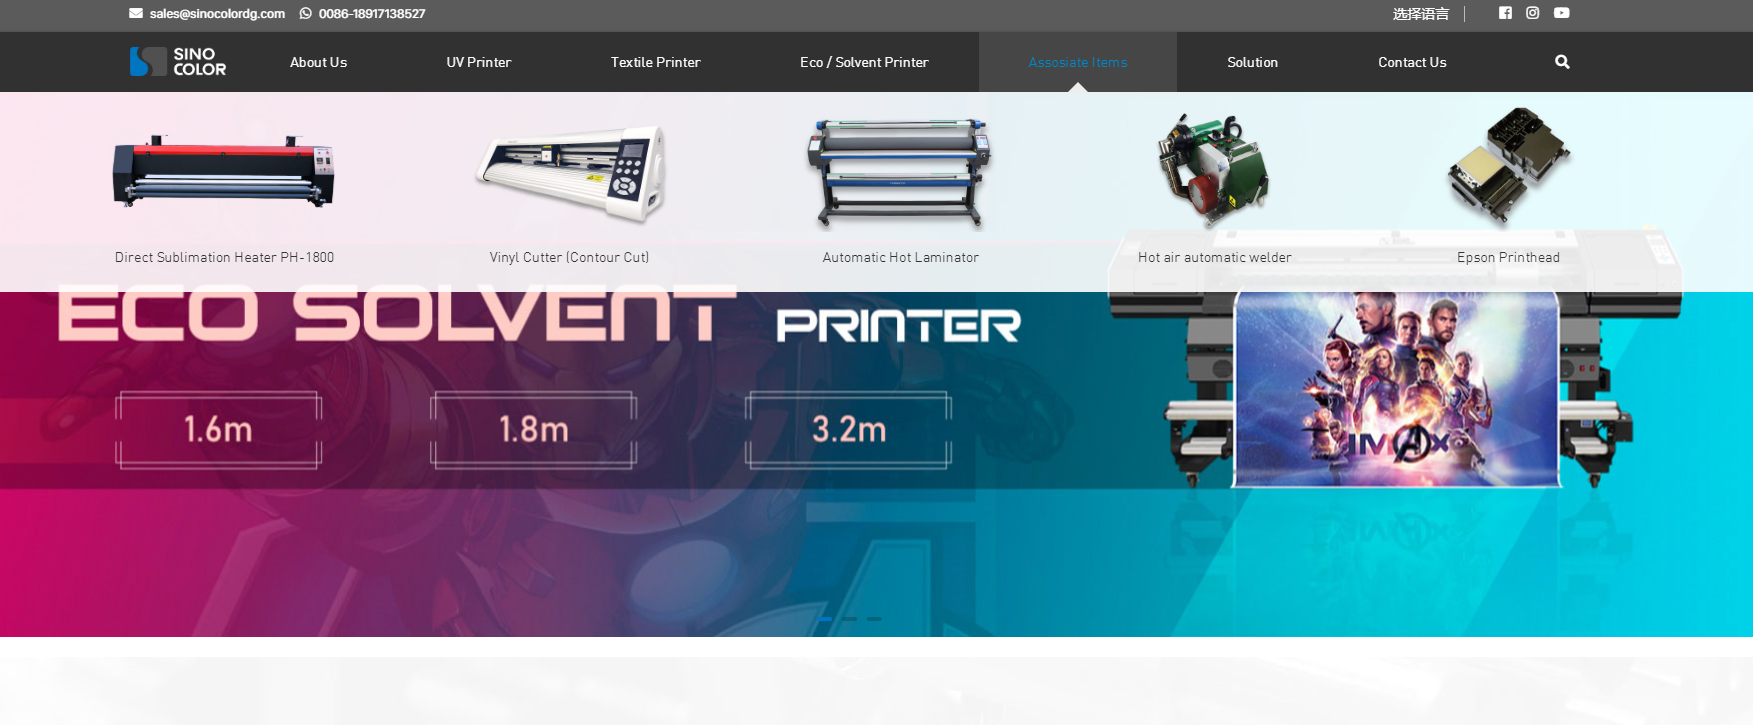 sales@sinocolordg.com 0086-18917138527 选择语言
SINO
COLOR
About Us UV Printer Textile Printer Eco / Solvent Printer Assosiate Items Solution Contact Us
Direct Sublimation Heater PH-1800 Vinyl Cutter (Contour Cut) Automatic Hot Laminator Hot air automatic welder Epson Printhead
ECO SOLVENT PRINTER
1.6m 1.8m 3.2m
IMAX